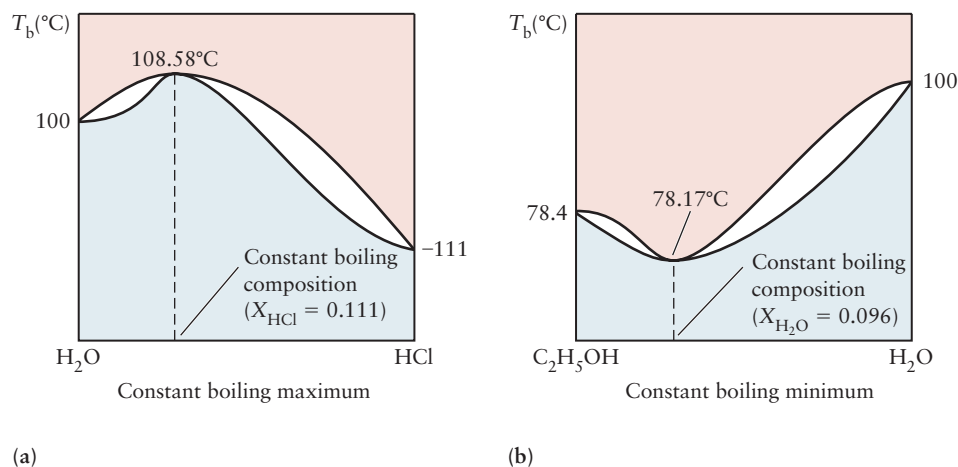 T_b(°C)
108.58°C
100
−111
Constant boiling
composition
(X_HCl = 0.111)
H₂O
HCl
Constant boiling maximum
(a)
T_b(°C)
100
78.4
78.17°C
Constant boiling
composition
(X_H₂O = 0.096)
C₂H₅OH
H₂O
Constant boiling minimum
(b)